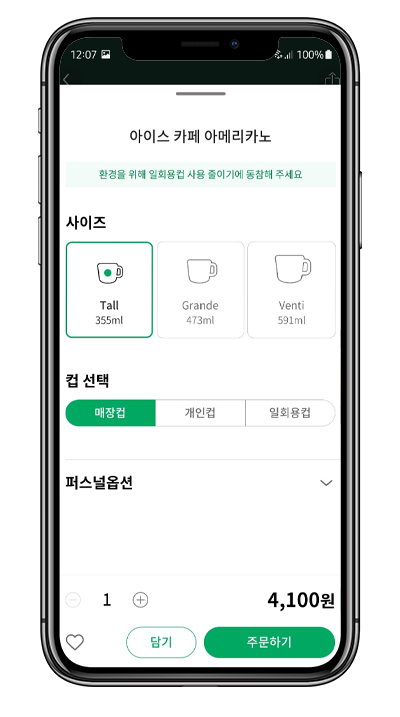 12:07 100%
아이스 카페 아메리카노
환경을 위해 일회용컵 사용 줄이기에 동참해 주세요
사이즈
Tall Grande Venti
355ml 473ml 591ml
컵 선택
매장컵 개인컵 일회용컵
퍼스널옵션
1 4,100원
담기 주문하기